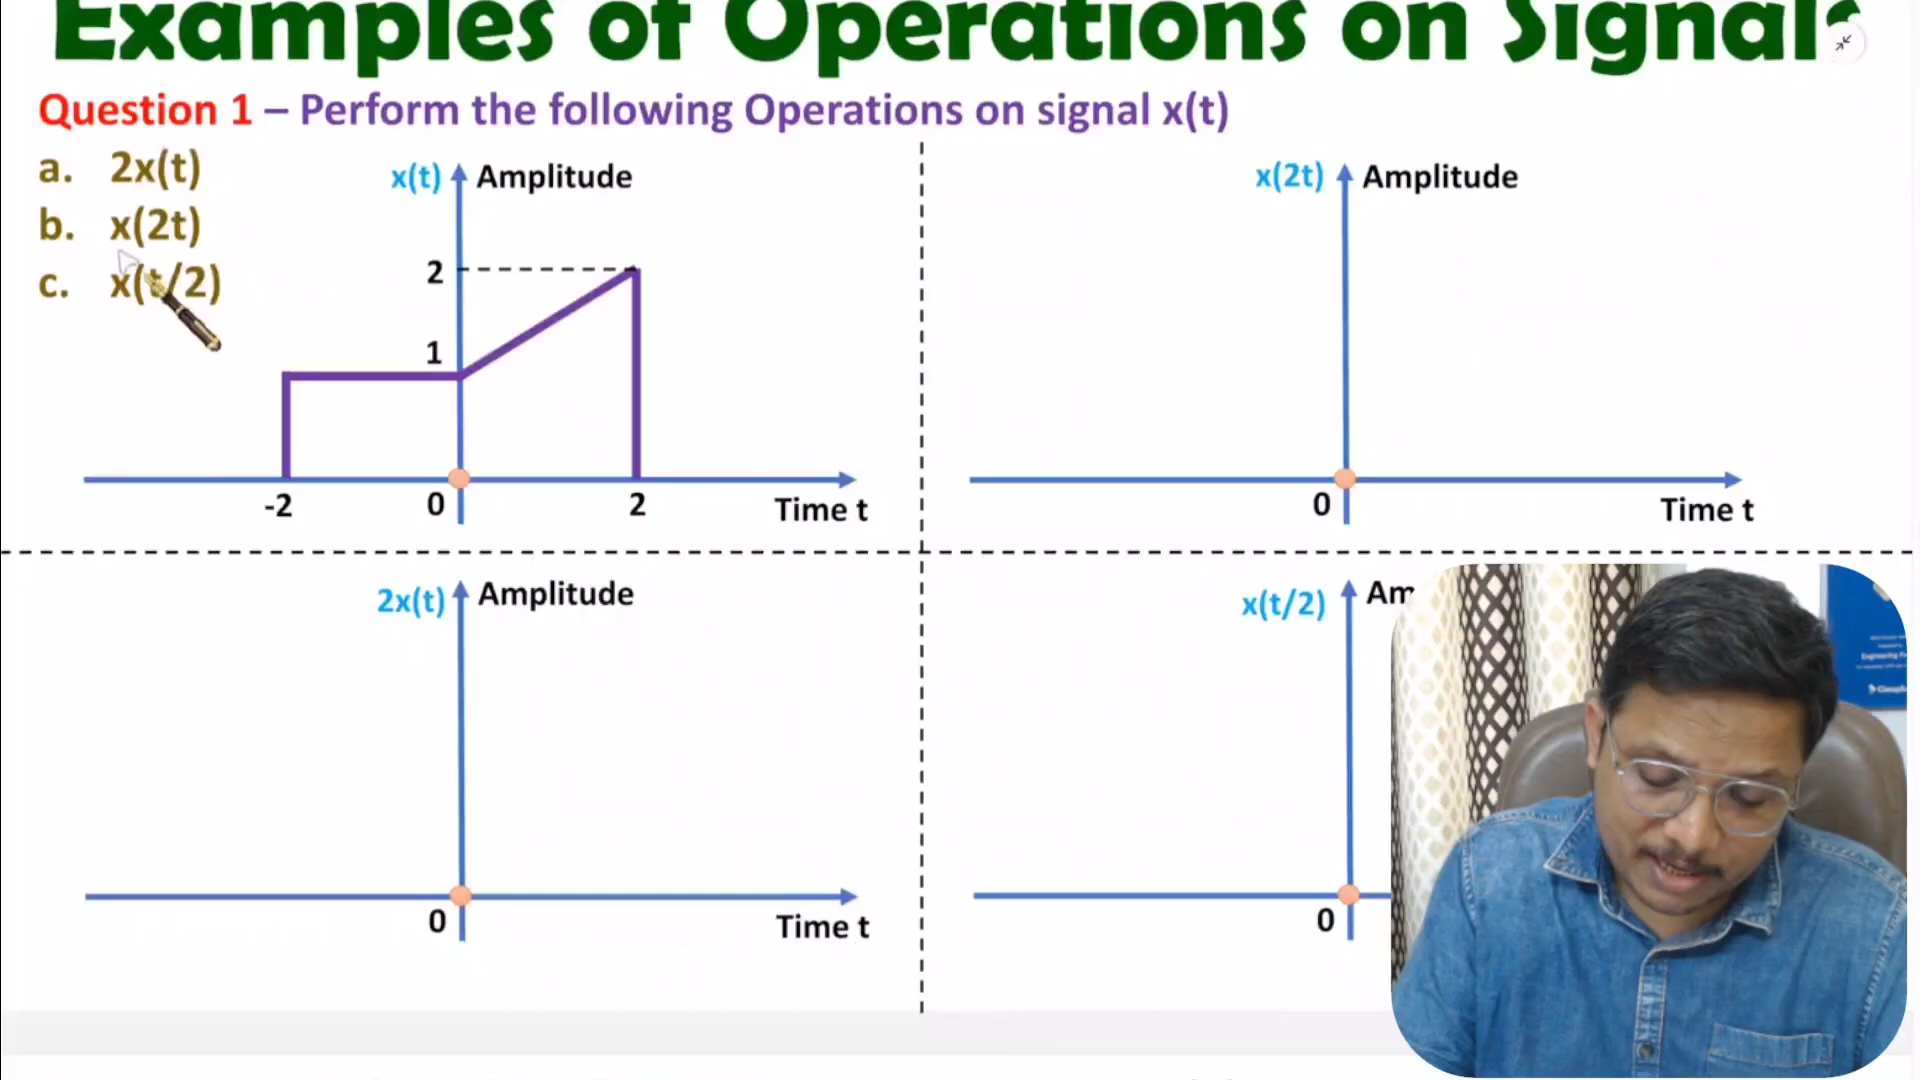 Examples of Operations on Signals
Question 1 – Perform the following Operations on signal x(t)
a. 2x(t)
b. x(2t)
c. x(t/2)
x(t) Amplitude
2
1
-2 0 2 Time t
x(2t) Amplitude
0 Time t
2x(t) Amplitude
0 Time t
x(t/2) Am
0